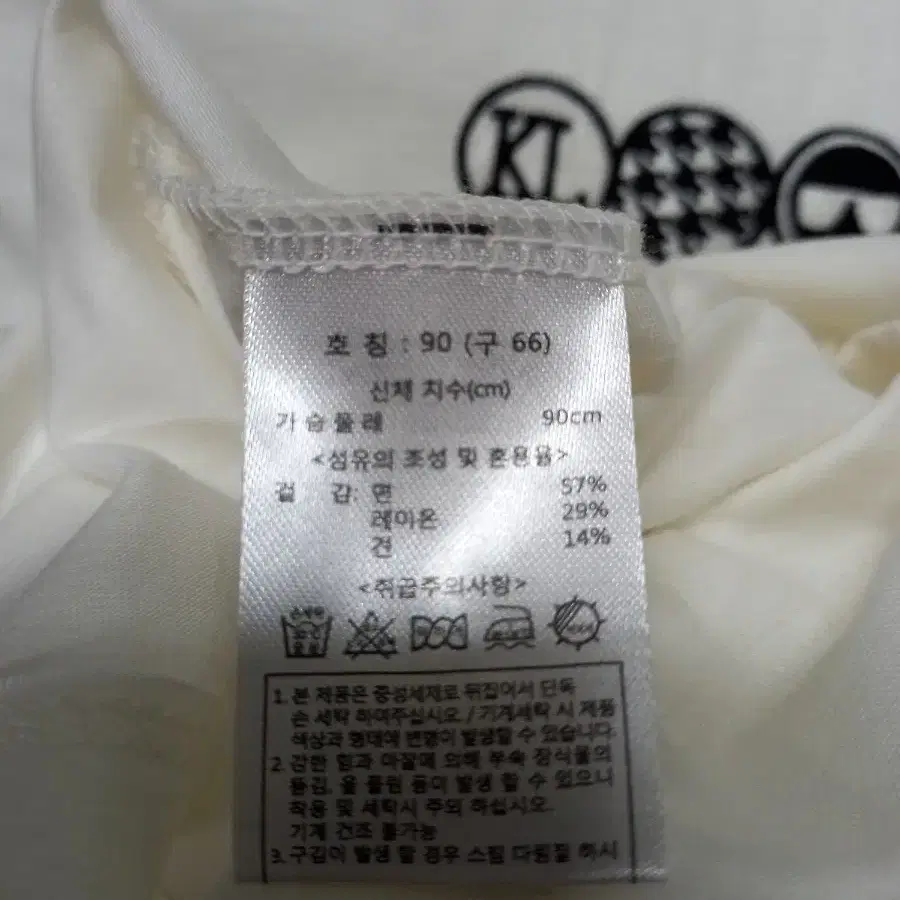 KL
호 칭 : 90 (구 66)
신체 치수(cm)
가슴둘레 90cm
<섬유의 조성 및 혼용율>
겉 감: 면 57%
레이온 29%
견 14%
<취급주의사항>
손세탁
중성
1. 본 제품은 중성세제로 뒤집어서 단독
손 세탁 하여주십시오 / 기계세탁 시 제품
색상과 형태에 변형이 발생할 수 있습니다.
2. 강한 힘과 마찰에 의해 부속 장식물의
뜯김, 올 풀림 등이 발생 할 수 있으니
착용 및 세탁시 주의 하십시오.
기계 건조 불가능
3. 구김이 발생 할 경우 스팀 다림질 하시